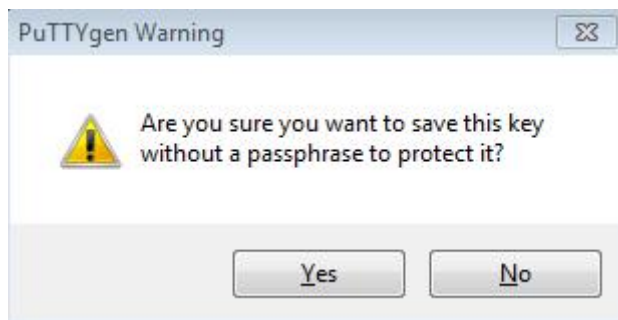 PuTTYgen Warning
Are you sure you want to save this key
without a passphrase to protect it?
Yes
No